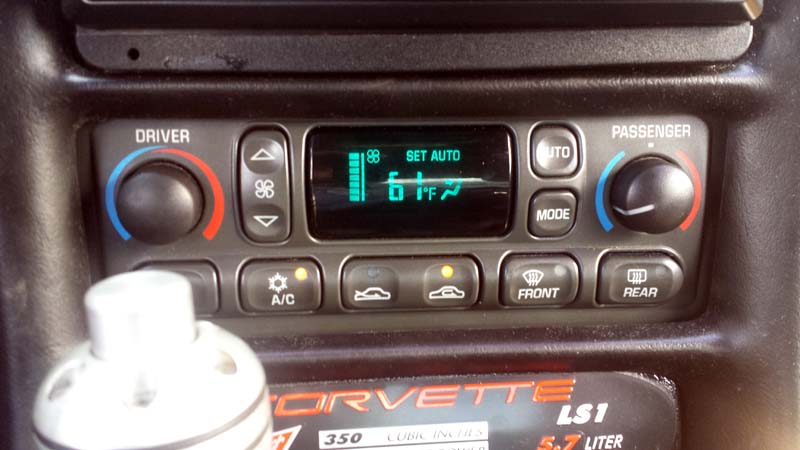 DRIVER
PASSENGER
SET AUTO
61°F
AUTO
MODE
A/C
FRONT
REAR
CORVETTE
LS1
350 CUBIC INCHES
5.7 LITER